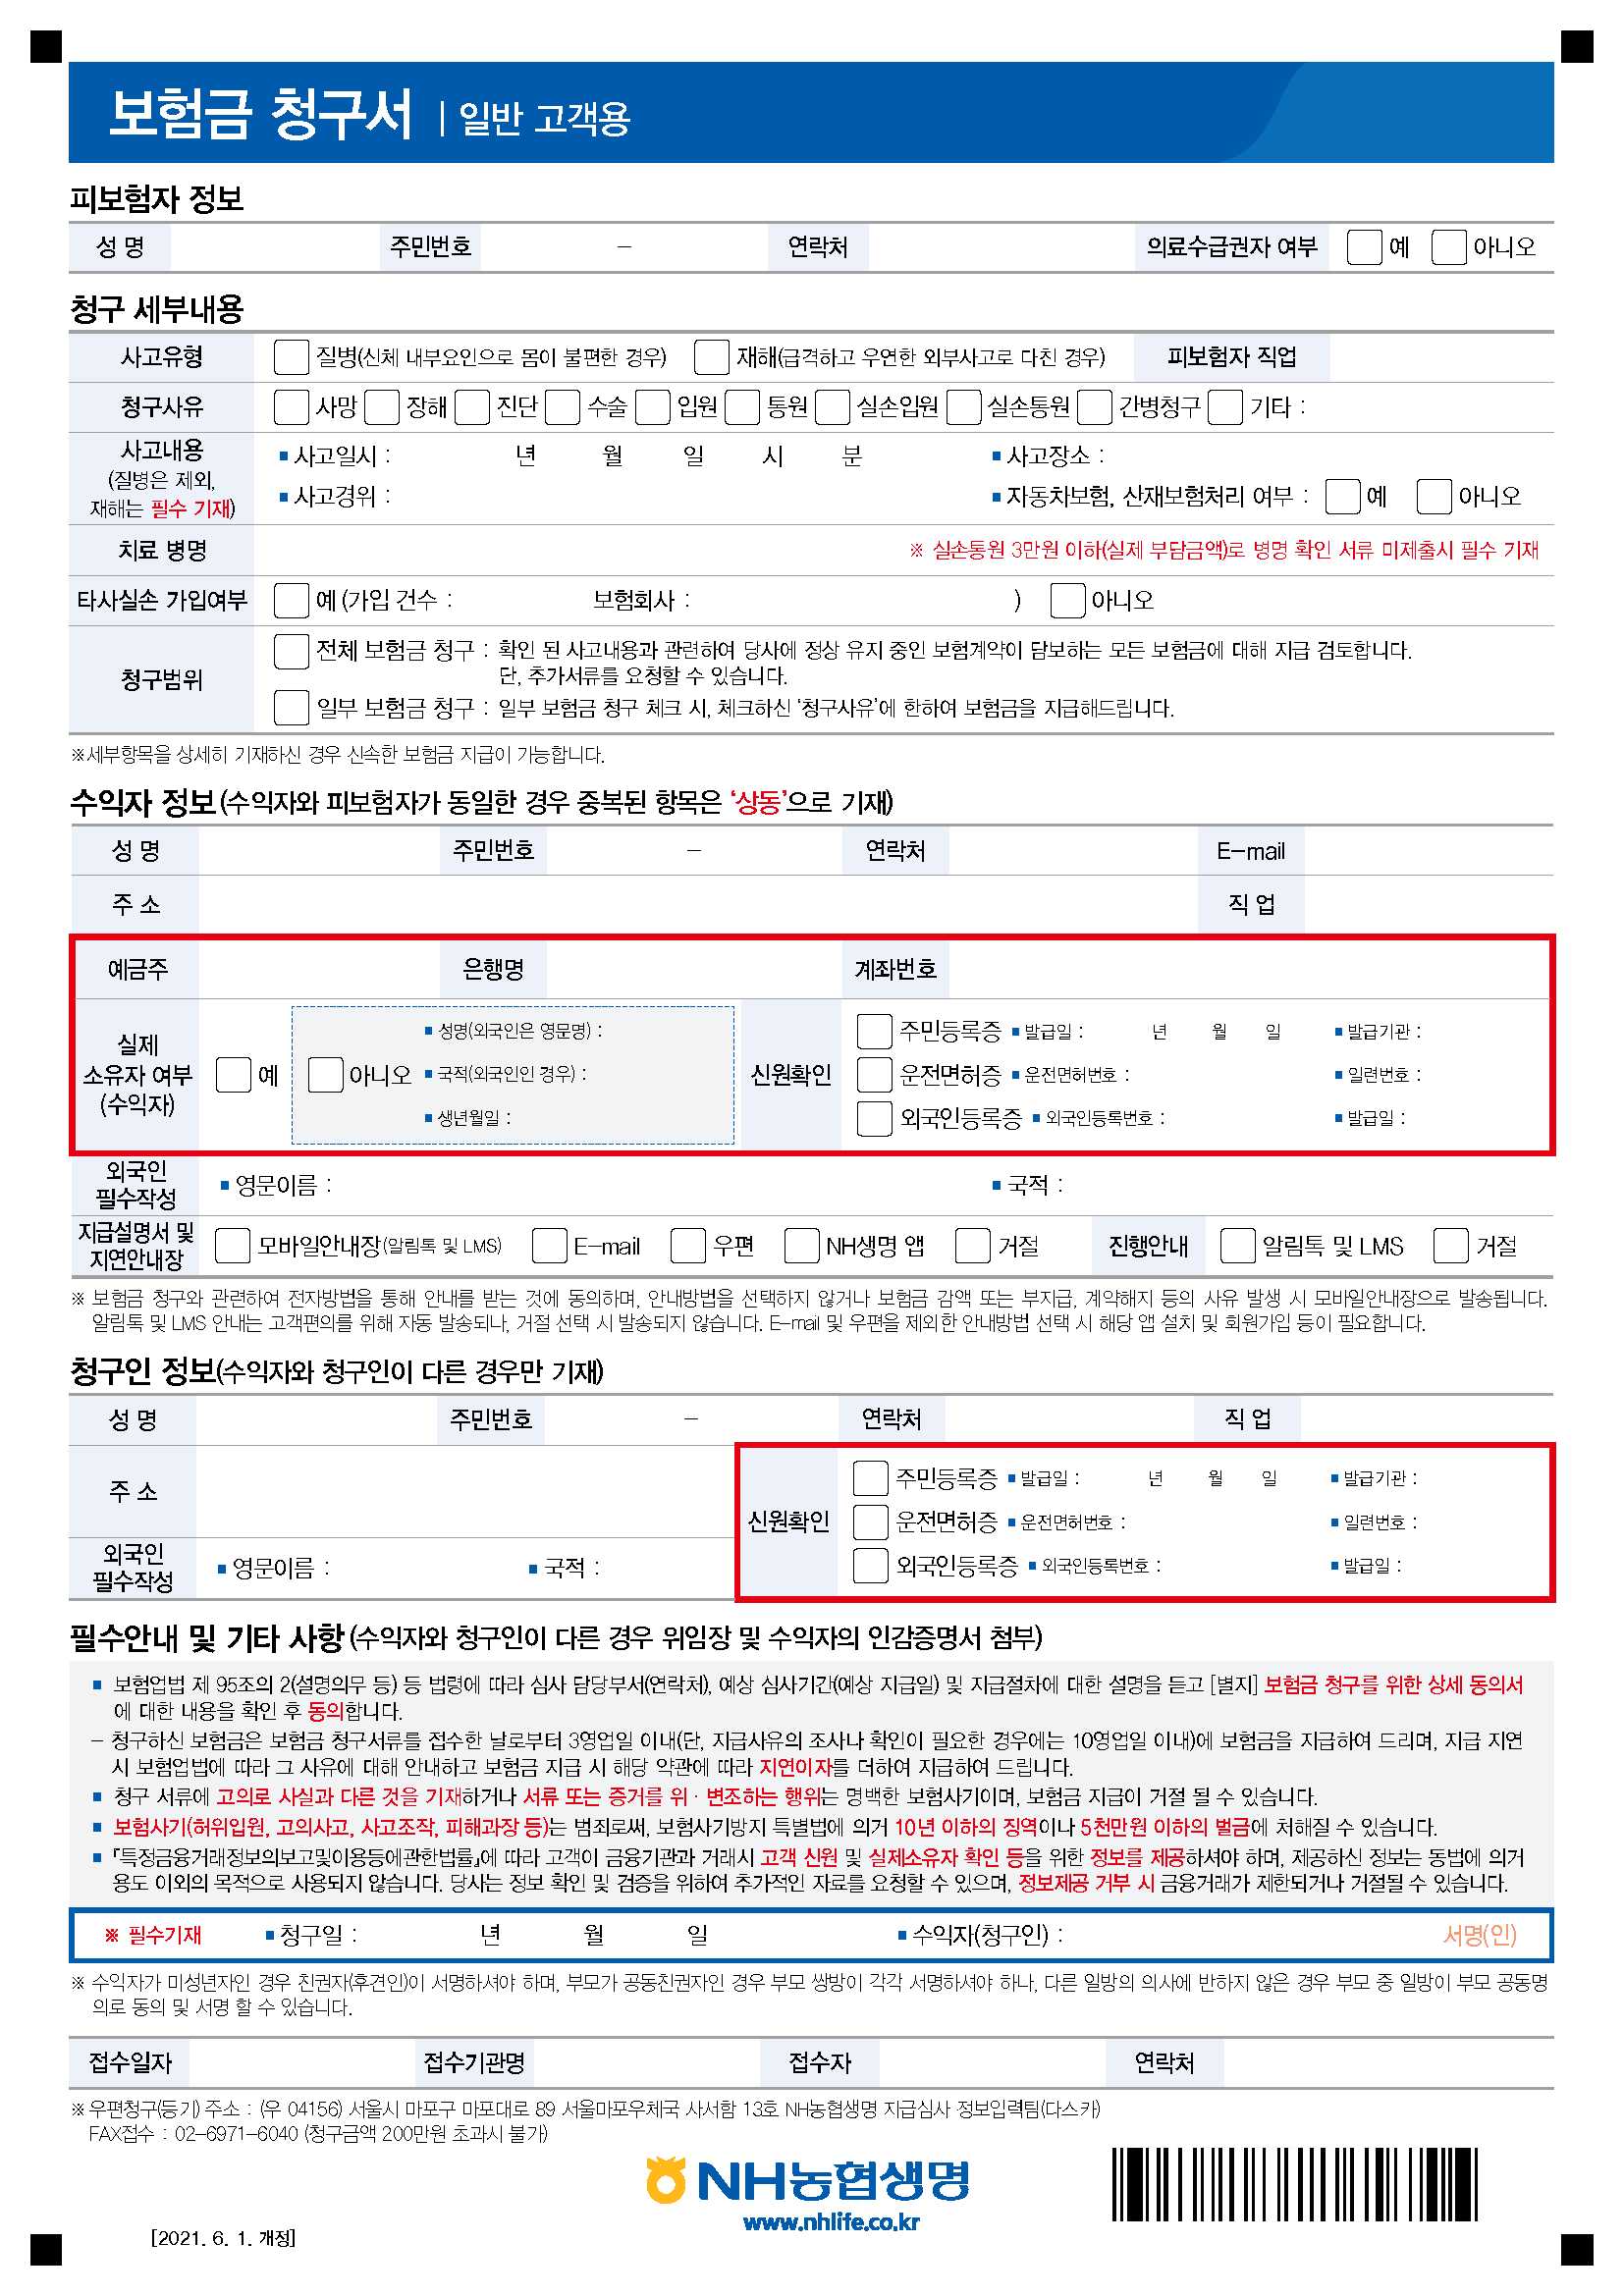 보험금 청구서 | 일반 고객용
피보험자 정보
성 명 주민번호 - 연락처 의료수급권자 여부 예 아니오
청구 세부내용
사고유형 질병(신체 내부요인으로 몸이 불편한 경우) 재해(급격하고 우연한 외부사고로 다친 경우) 피보험자 직업
청구사유 사망 장해 진단 수술 입원 통원 실손입원 실손통원 간병청구 기타 :
사고내용
(질병은 제외,
재해는 필수 기재)
■ 사고일시 : 년 월 일 시 분 ■ 사고장소 :
■ 사고경위 : ■ 자동차보험, 산재보험처리 여부 : 예 아니오
치료 병명 ※ 실손통원 3만원 이하(실제 부담금액)로 병명 확인 서류 미제출시 필수 기재
타사실손 가입여부 예 (가입 건수 : 보험회사 : ) 아니오
청구범위
전체 보험금 청구 : 확인 된 사고내용과 관련하여 당사에 정상 유지 중인 보험계약이 담보하는 모든 보험금에 대해 지급 검토합니다.
단, 추가서류를 요청할 수 있습니다.
일부 보험금 청구 : 일부 보험금 청구 체크 시, 체크하신 ‘청구사유’에 한하여 보험금을 지급해드립니다.
※세부항목을 상세히 기재하신 경우 신속한 보험금 지급이 가능합니다.
수익자 정보 (수익자와 피보험자가 동일한 경우 중복된 항목은 ‘상동’으로 기재)
성 명 주민번호 - 연락처 E-mail
주 소 직 업
예금주 은행명 계좌번호
실제
소유자 여부
(수익자)
예 아니오
■ 성명(외국인은 영문명) :
■ 국적(외국인인 경우) :
■ 생년월일 :
신원확인
주민등록증 ■ 발급일 : 년 월 일 ■ 발급기관 :
운전면허증 ■ 운전면허번호 : ■ 일련번호 :
외국인등록증 ■ 외국인등록번호 : ■ 발급일 :
외국인
필수작성
■ 영문이름 : ■ 국적 :
지급설명서 및
지연안내장
모바일안내장(알림톡 및 LMS) E-mail 우편 NH생명 앱 거절 진행안내 알림톡 및 LMS 거절
※ 보험금 청구와 관련하여 전자방법을 통해 안내를 받는 것에 동의하며, 안내방법을 선택하지 않거나 보험금 감액 또는 부지급, 계약해지 등의 사유 발생 시 모바일안내장으로 발송됩니다.
알림톡 및 LMS 안내는 고객편의를 위해 자동 발송되나, 거절 선택 시 발송되지 않습니다. E-mail 및 우편을 제외한 안내방법 선택 시 해당 앱 설치 및 회원가입 등이 필요합니다.
청구인 정보(수익자와 청구인이 다른 경우만 기재)
성 명 주민번호 - 연락처 직 업
주 소
외국인
필수작성
■ 영문이름 : ■ 국적 :
신원확인
주민등록증 ■ 발급일 : 년 월 일 ■ 발급기관 :
운전면허증 ■ 운전면허번호 : ■ 일련번호 :
외국인등록증 ■ 외국인등록번호 : ■ 발급일 :
필수안내 및 기타 사항 (수익자와 청구인이 다른 경우 위임장 및 수익자의 인감증명서 첨부)
■ 보험업법 제 95조의 2(설명의무 등) 등 법령에 따라 심사 담당부서(연락처), 예상 심사기간(예상 지급일) 및 지급절차에 대한 설명을 듣고 [별지] 보험금 청구를 위한 상세 동의서
에 대한 내용을 확인 후 동의합니다.
- 청구하신 보험금은 보험금 청구서류를 접수한 날로부터 3영업일 이내(단, 지급사유의 조사나 확인이 필요한 경우에는 10영업일 이내)에 보험금을 지급하여 드리며, 지급 지연
시 보험업법에 따라 그 사유에 대해 안내하고 보험금 지급 시 해당 약관에 따라 지연이자를 더하여 지급하여 드립니다.
■ 청구 서류에 고의로 사실과 다른 것을 기재하거나 서류 또는 증거를 위·변조하는 행위는 명백한 보험사기이며, 보험금 지급이 거절 될 수 있습니다.
■ 보험사기(허위입원, 고의사고, 사고조작, 피해과장 등)는 범죄로써, 보험사기방지 특별법에 의거 10년 이하의 징역이나 5천만원 이하의 벌금에 처해질 수 있습니다.
■ 『특정금융거래정보의보고및이용등에관한법률』에 따라 고객이 금융기관과 거래시 고객 신원 및 실제소유자 확인 등을 위한 정보를 제공하셔야 하며, 제공하신 정보는 동법에 의거
용도 이외의 목적으로 사용되지 않습니다. 당사는 정보 확인 및 검증을 위하여 추가적인 자료를 요청할 수 있으며, 정보제공 거부 시 금융거래가 제한되거나 거절될 수 있습니다.
※ 필수기재 ■ 청구일 : 년 월 일 ■ 수익자(청구인) : 서명(인)
※ 수익자가 미성년자인 경우 친권자(후견인)이 서명하셔야 하며, 부모가 공동친권자인 경우 부모 쌍방이 각각 서명하셔야 하나, 다른 일방의 의사에 반하지 않은 경우 부모 중 일방이 부모 공동명
의로 동의 및 서명 할 수 있습니다.
접수일자 접수기관명 접수자 연락처
※ 우편청구(등기) 주소 : (우 04156) 서울시 마포구 마포대로 89 서울마포우체국 사서함 13호 NH농협생명 지급심사 정보입력팀(다스카)
FAX접수 : 02-6971-6040 (청구금액 200만원 초과시 불가)
NH농협생명
www.nhlife.co.kr
[2021. 6. 1. 개정]